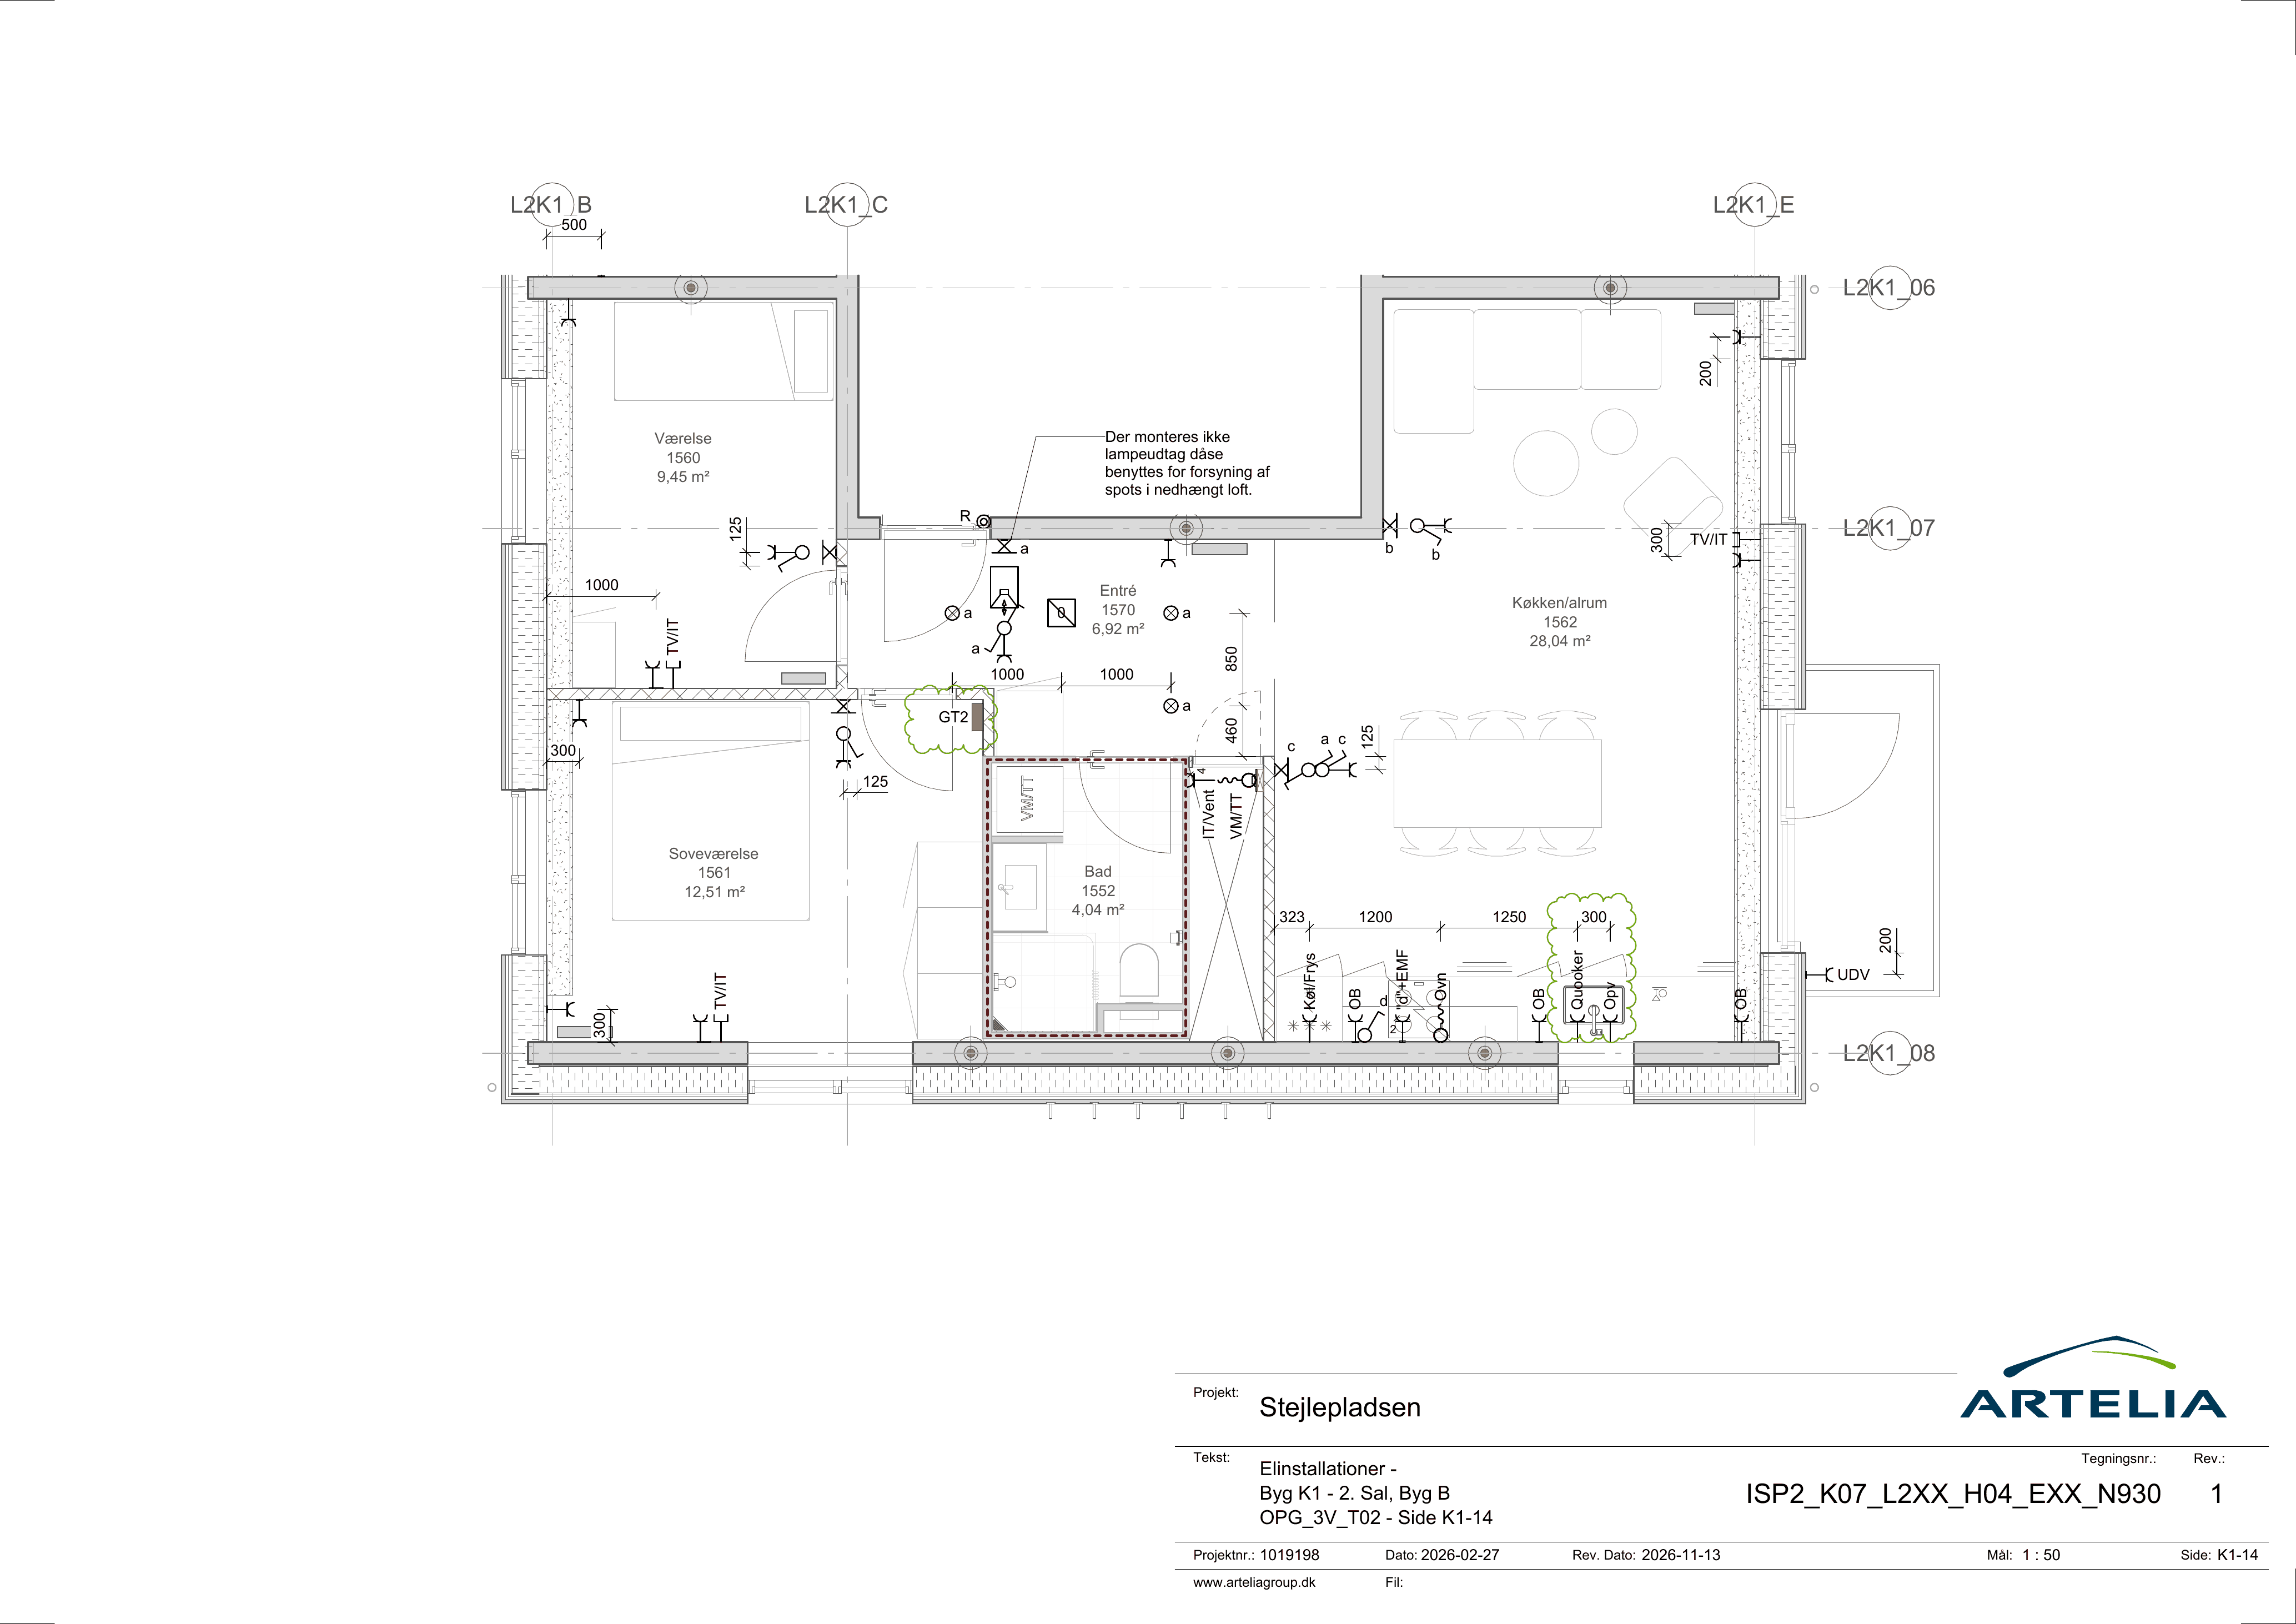 L2K1_B
L2K1_C
L2K1_E
500
L2K1_06
200
Værelse
1560
9,45 m²
Der monteres ikke
lampeudtag dåse
benyttes for forsyning af
spots i nedhængt loft.
125
R
a
b
b
300
TV/IT
L2K1_07
1000
TV/IT
a
a
a
Entré
1570
6,92 m²
Køkken/alrum
1562
28,04 m²
850
1000
1000
GT2
a
460
300
125
c
a
c
125
4
IT/Vent
VM/TT
VM/TT
Soveværelse
1561
12,51 m²
Bad
1552
4,04 m²
323
1200
1250
300
200
UDV
TV/IT
300
Køl/Frys
OB
d
2
"d"+EMF
Ovn
OB
Quooker
Opv
OB
L2K1_08
Projekt:
Stejlepladsen
ARTELIA
Tekst:
Elinstallationer -
Byg K1 - 2. Sal, Byg B
OPG_3V_T02 - Side K1-14
Tegningsnr.:
Rev.:
ISP2_K07_L2XX_H04_EXX_N930
1
Projektnr.: 1019198
Dato: 2026-02-27
Rev. Dato: 2026-11-13
Mål: 1 : 50
Side: K1-14
www.arteliagroup.dk
Fil: